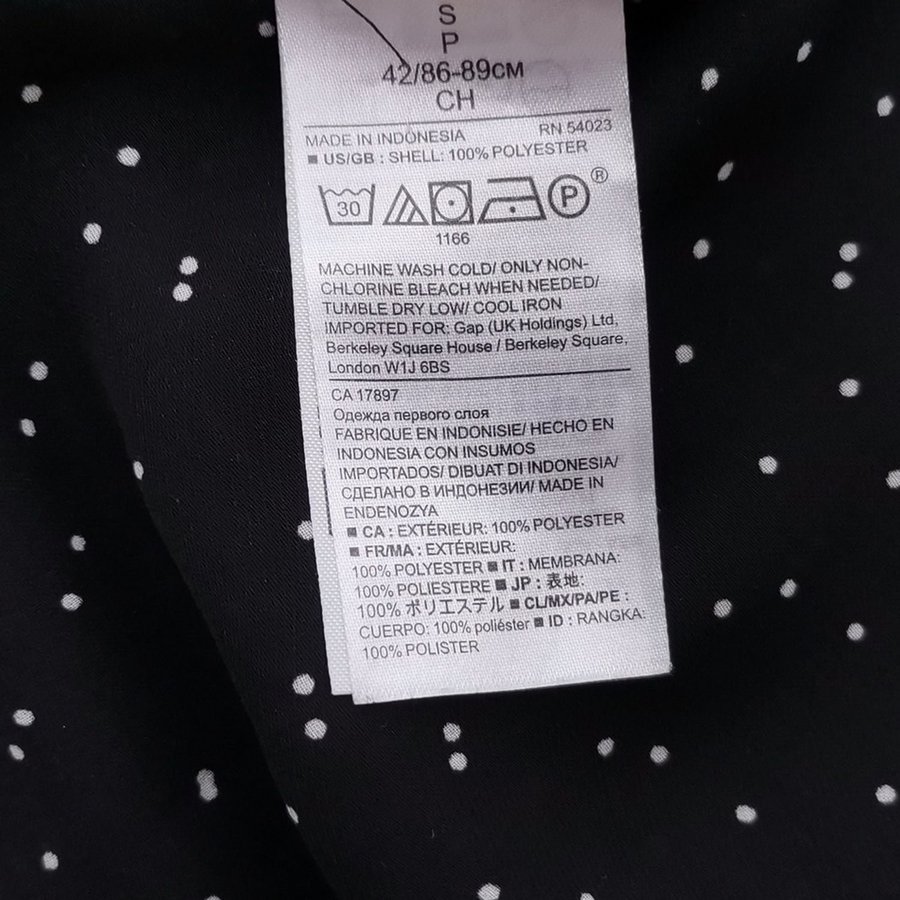 S
P
42/86-89см
CH
MADE IN INDONESIA RN 54023
■ US/GB : SHELL: 100% POLYESTER
30 P ®
1166
MACHINE WASH COLD/ ONLY NON-
CHLORINE BLEACH WHEN NEEDED/
TUMBLE DRY LOW/ COOL IRON
IMPORTED FOR: Gap (UK Holdings) Ltd,
Berkeley Square House / Berkeley Square,
London W1J 6BS
CA 17897
Одежда первого слоя
FABRIQUE EN INDONISIE/ HECHO EN
INDONESIA CON INSUMOS
IMPORTADOS/ DIBUAT DI INDONESIA/
СДЕЛАНО В ИНДОНЕЗИИ/ MADE IN
ENDENOZYA
■ CA : EXTÉRIEUR: 100% POLYESTER
■ FR/MA : EXTÉRIEUR:
100% POLYESTER ■ IT : MEMBRANA:
100% POLIESTERE ■ JP : 表地:
100% ポリエステル ■ CL/MX/PA/PE :
CUERPO: 100% poliéster ■ ID : RANGKA:
100% POLISTER